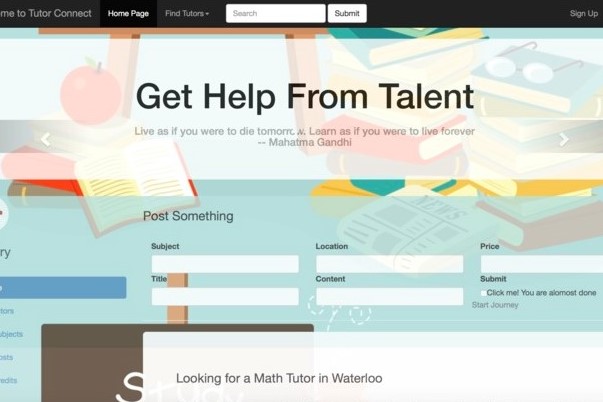 me to Tutor Connect Home Page Find Tutors Search Submit Sign Up
Get Help From Talent
Live as if you were to die tomorrow. Learn as if you were to live forever
-- Mahatma Gandhi
NEWS
Post Something
ry
Subject Location Price
Title Content Submit
Click me! You are alomost done
Start Journey
tors
ubjects
osts
redits
Study
Looking for a Math Tutor in Waterloo